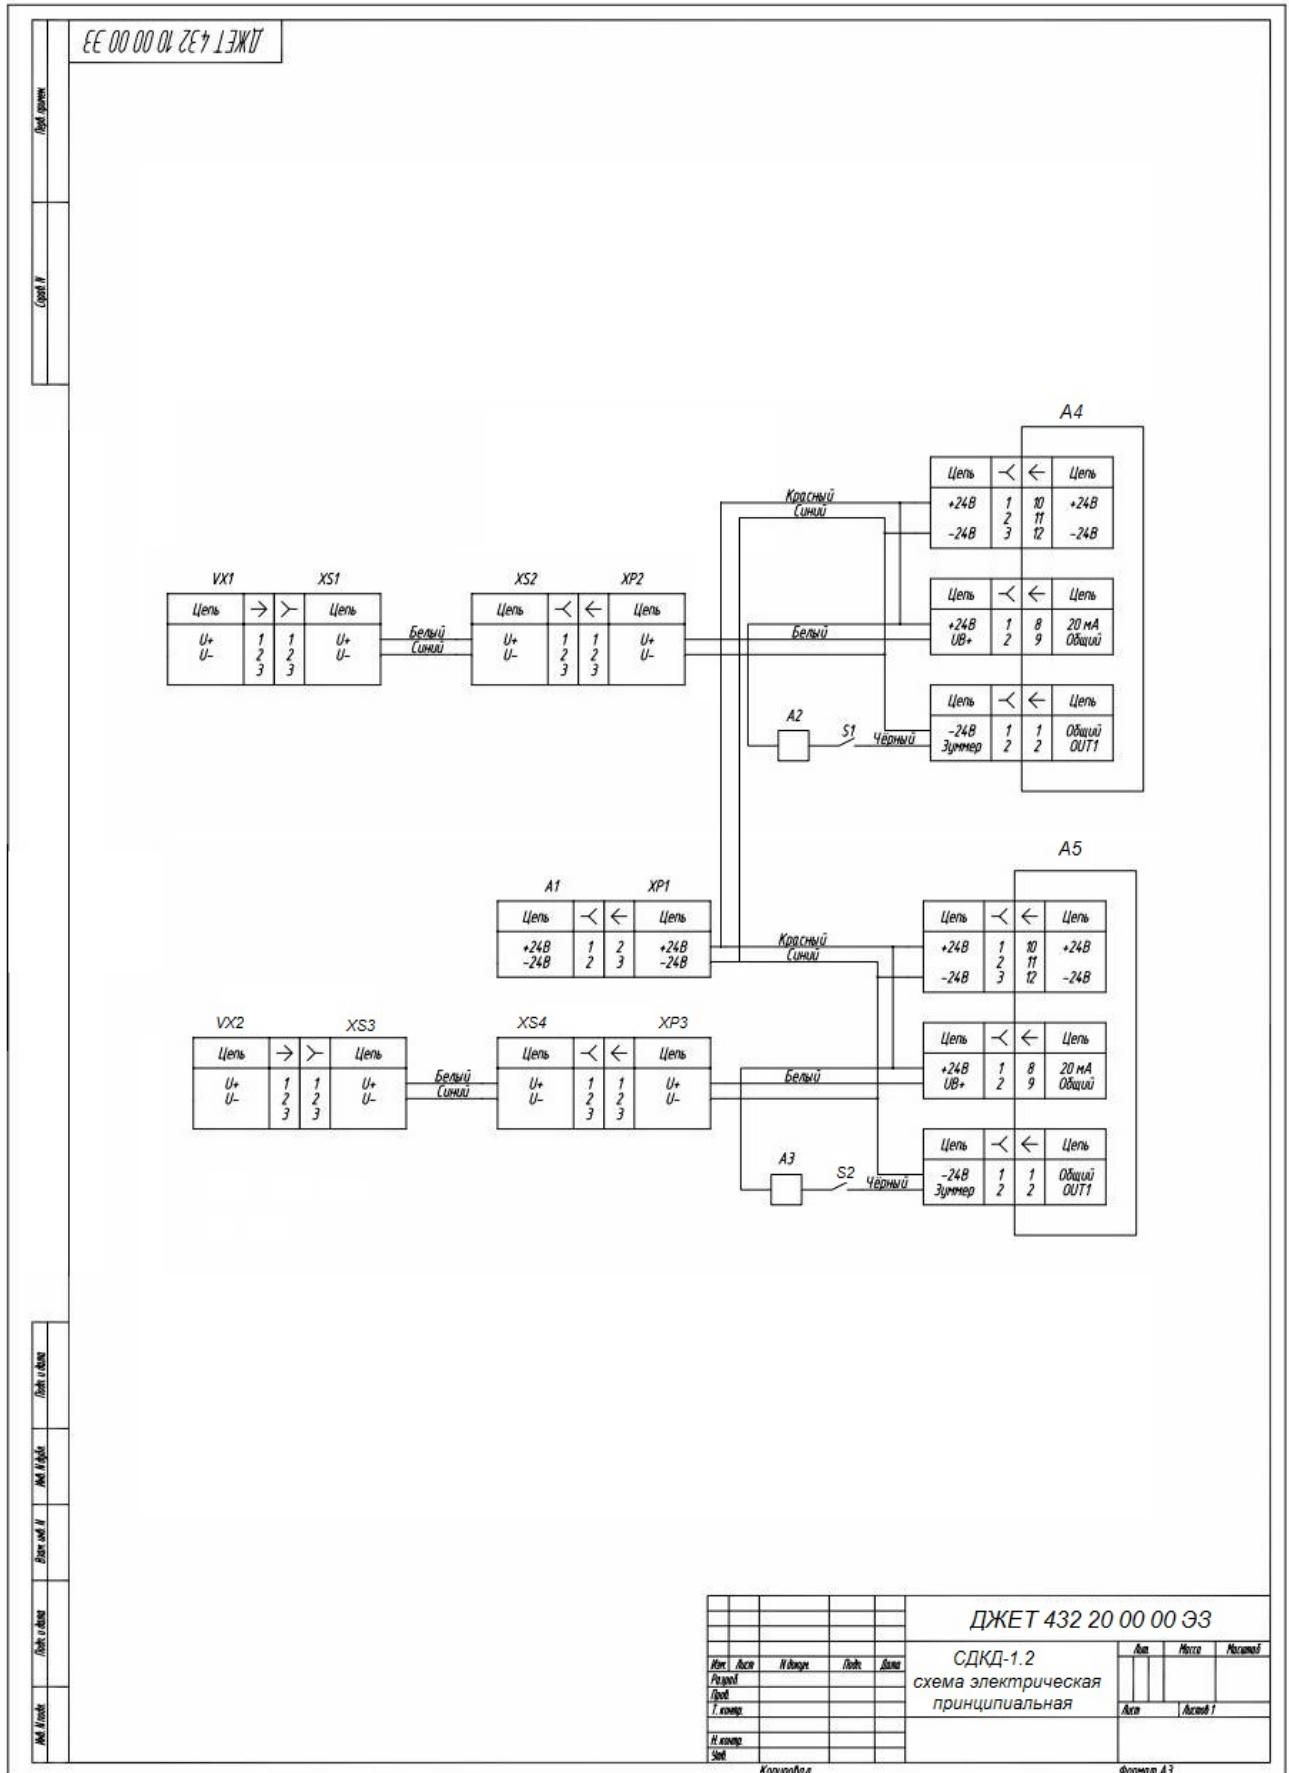 ДЖЕТ 432 10 00 00 ЭЗ
Перв. примен.
Справ. N
A4
Цепь Цепь
+24В 1 10 +24В
2 11
-24В 3 12 -24В
Красный
Синий
Цепь Цепь
+24В 1 8 20 мА
UВ+ 2 9 Общий
Белый
Цепь Цепь
-24В 1 1 Общий
Зуммер 2 2 OUT1
A2
S1
Чёрный
VX1 XS1
Цепь Цепь
U+ 1 1 U+
U- 2 2 U-
3 3
Белый
Синий
XS2 XP2
Цепь Цепь
U+ 1 1 U+
U- 2 2 U-
3 3
A5
A1 XP1
Цепь Цепь
+24В 1 2 +24В
-24В 2 3 -24В
Красный
Синий
Цепь Цепь
+24В 1 10 +24В
2 11
-24В 3 12 -24В
VX2 XS3
Цепь Цепь
U+ 1 1 U+
U- 2 2 U-
3 3
Белый
Синий
XS4 XP3
Цепь Цепь
U+ 1 1 U+
U- 2 2 U-
3 3
Белый
Цепь Цепь
+24В 1 8 20 мА
UВ+ 2 9 Общий
A3
S2
Чёрный
Цепь Цепь
-24В 1 1 Общий
Зуммер 2 2 OUT1
Подп. и дата
Инв. N дубл.
Взам. инв. N
Подп. и дата
Инв. N подл.
ДЖЕТ 432 20 00 00 ЭЗ
СДКД-1.2
схема электрическая
принципиальная
Изм. Лист N докум. Подп. Дата
Разраб.
Пров.
Т. контр.
Н. контр.
Утв.
Лит. Масса Масштаб
Лист Листов 1
Копировал Формат А3